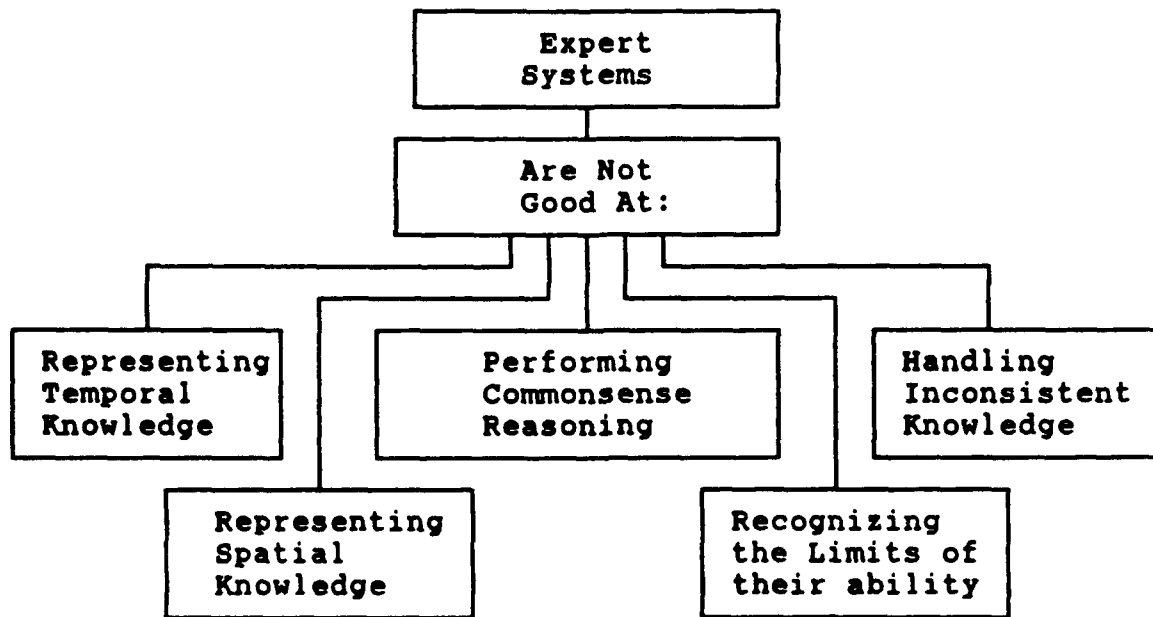 Expert
Systems
Are Not
Good At:
Representing
Temporal
Knowledge
Performing
Commonsense
Reasoning
Handling
Inconsistent
Knowledge
Representing
Spatial
Knowledge
Recognizing
the Limits of
their ability